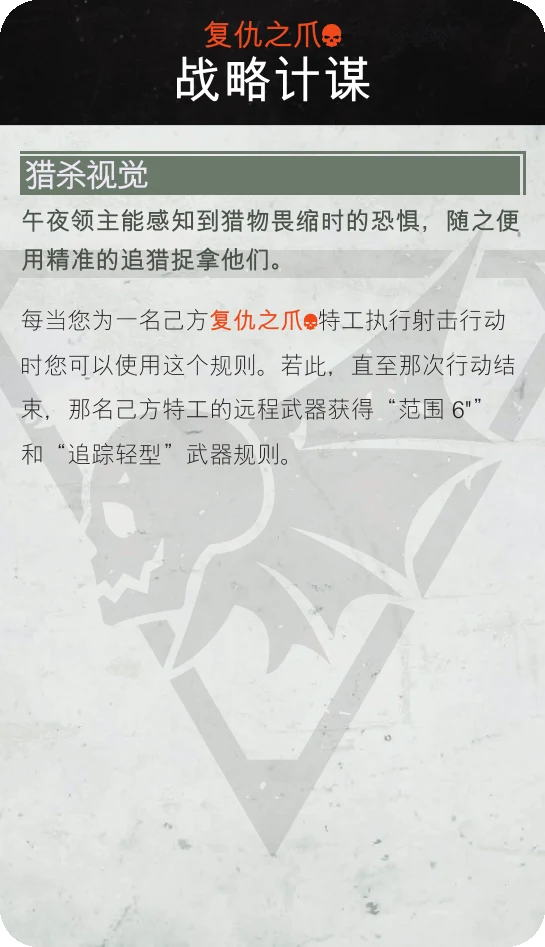 复仇之爪
战略计谋
猎杀视觉
午夜领主能感知到猎物畏缩时的恐惧，随之便
用精准的追猎捉拿他们。
每当您为一名己方复仇之爪特工执行射击行动
时您可以使用这个规则。若此，直至那次行动结
束，那名己方特工的远程武器获得“范围 6"”
和“追踪轻型”武器规则。